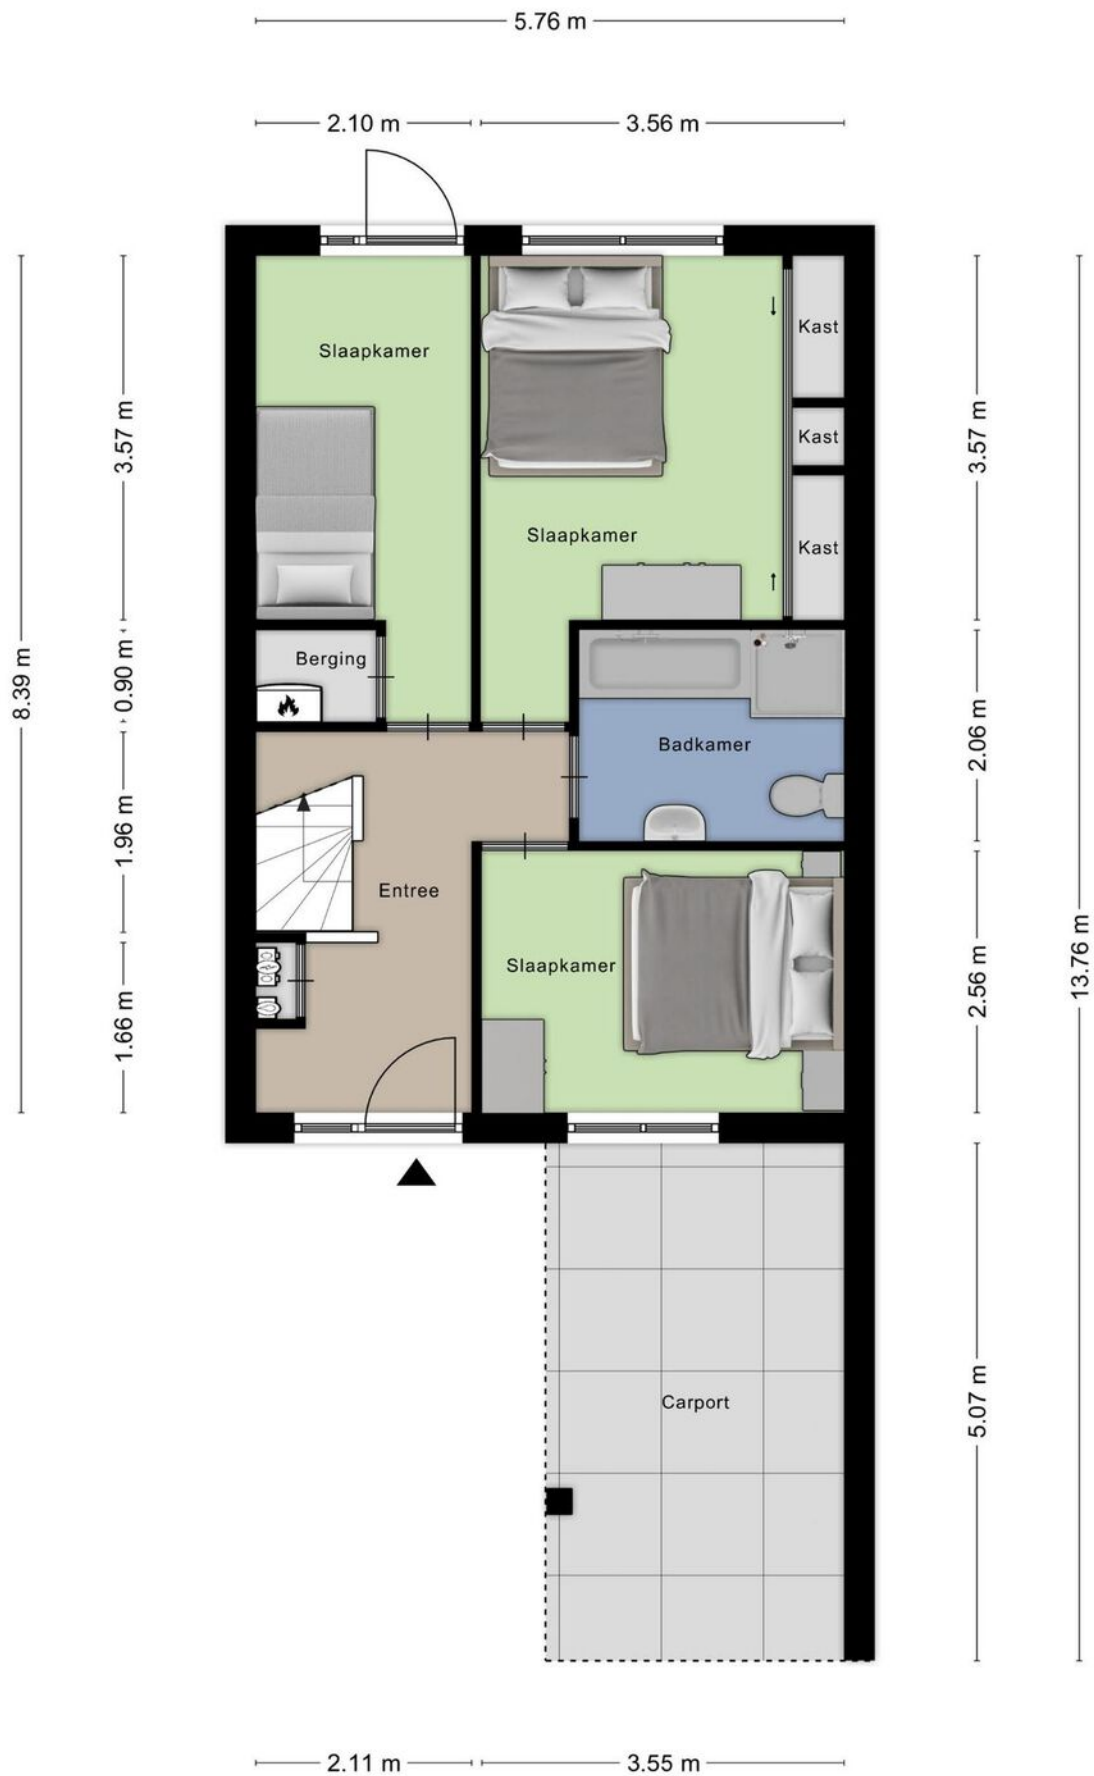 5.76 m
2.10 m
3.56 m
Slaapkamer
Kast
Kast
Kast
Slaapkamer
Berging
Badkamer
Entree
Slaapkamer
Carport
8.39 m
3.57 m
0.90 m
1.96 m
1.66 m
3.57 m
2.06 m
2.56 m
5.07 m
13.76 m
2.11 m
3.55 m